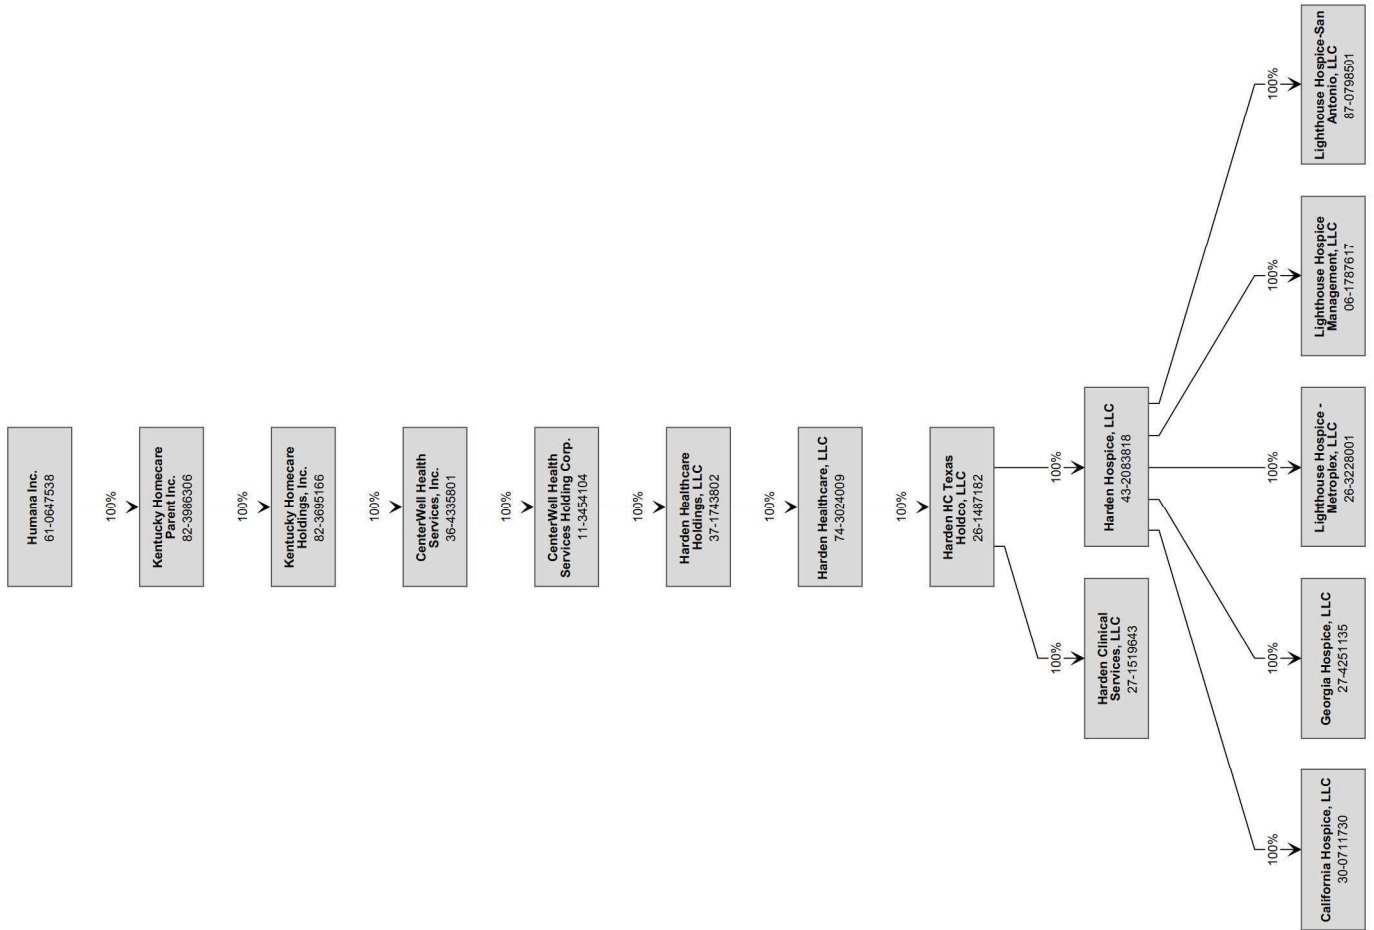 Humana Inc.
61-0647538
100%
Kentucky Homecare
Parent Inc.
82-3986306
100%
Kentucky Homecare
Holdings, Inc.
82-3695166
100%
CenterWell Health
Services, Inc.
36-4335801
100%
CenterWell Health
Services Holding Corp.
11-3454104
100%
Harden Healthcare
Holdings, LLC
37-1743802
100%
Harden Healthcare, LLC
74-3024009
100%
Harden HC Texas
Holdco, LLC
26-1487182
100%
Harden Clinical
Services, LLC
27-1519643
100%
Harden Hospice, LLC
43-2083818
100%
California Hospice, LLC
30-0711730
100%
Georgia Hospice, LLC
27-4251135
100%
Lighthouse Hospice -
Metroplex, LLC
26-3228001
100%
Lighthouse Hospice
Management, LLC
06-1787617
100%
Lighthouse Hospice-San
Antonio, LLC
87-0798501